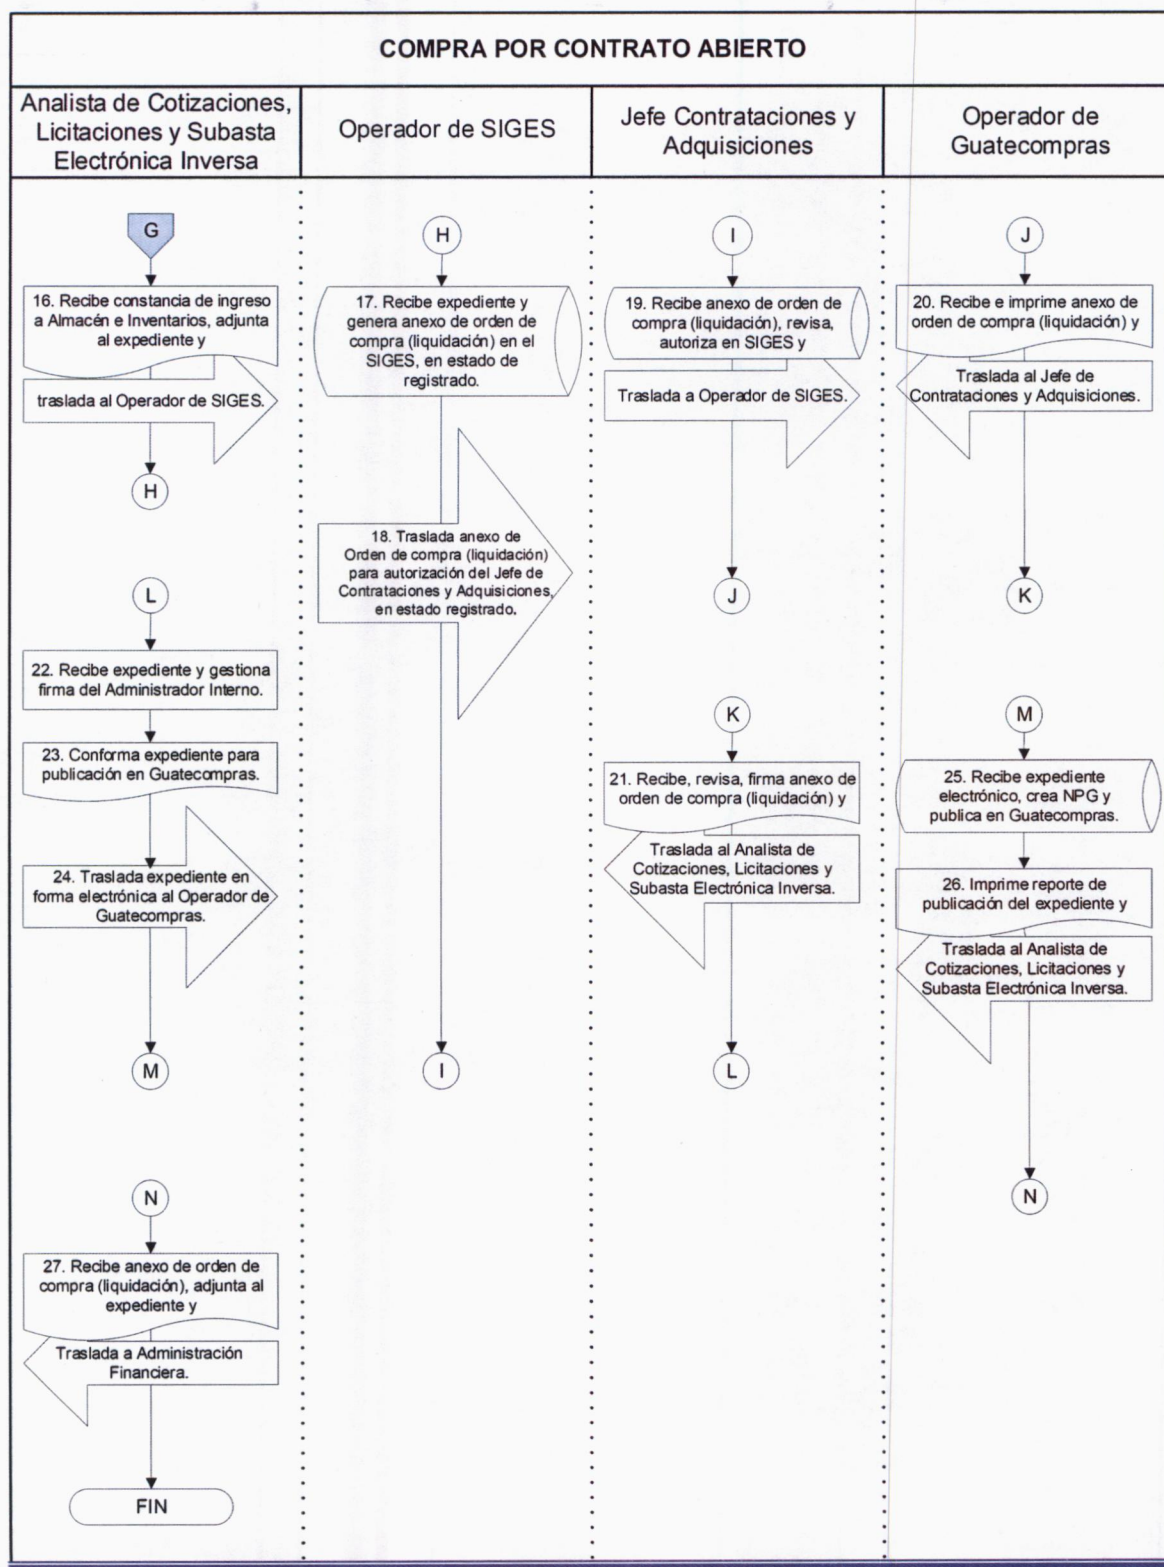 COMPRA POR CONTRATO ABIERTO
Analista de Cotizaciones,
Licitaciones y Subasta
Electrónica Inversa
Operador de SIGES
Jefe Contrataciones y
Adquisiciones
Operador de
Guatecompras
G
16. Recibe constancia de ingreso
a Almacén e Inventarios, adjunta
al expediente y
traslada al Operador de SIGES.
H
L
22. Recibe expediente y gestiona
firma del Administrador Interno.
23. Conforma expediente para
publicación en Guatecompras.
24. Traslada expediente en
forma electrónica al Operador de
Guatecompras.
M
N
27. Recibe anexo de orden de
compra (liquidación), adjunta al
expediente y
Traslada a Administración
Financiera.
FIN
H
17. Recibe expediente y
genera anexo de orden de
compra (liquidación) en el
SIGES, en estado de
registrado.
18. Traslada anexo de
Orden de compra (liquidación)
para autorización del Jefe de
Contrataciones y Adquisiciones,
en estado registrado.
I
I
19. Recibe anexo de orden de
compra (liquidación), revisa,
autoriza en SIGES y
Traslada a Operador de SIGES.
J
K
21. Recibe, revisa, firma anexo de
orden de compra (liquidación) y
Traslada al Analista de
Cotizaciones, Licitaciones y
Subasta Electrónica Inversa.
L
J
20. Recibe e imprime anexo de
orden de compra (liquidación) y
Traslada al Jefe de
Contrataciones y Adquisiciones.
K
M
25. Recibe expediente
electrónico, crea NPG y
publica en Guatecompras.
26. Imprime reporte de
publicación del expediente y
Traslada al Analista de
Cotizaciones, Licitaciones y
Subasta Electrónica Inversa.
N